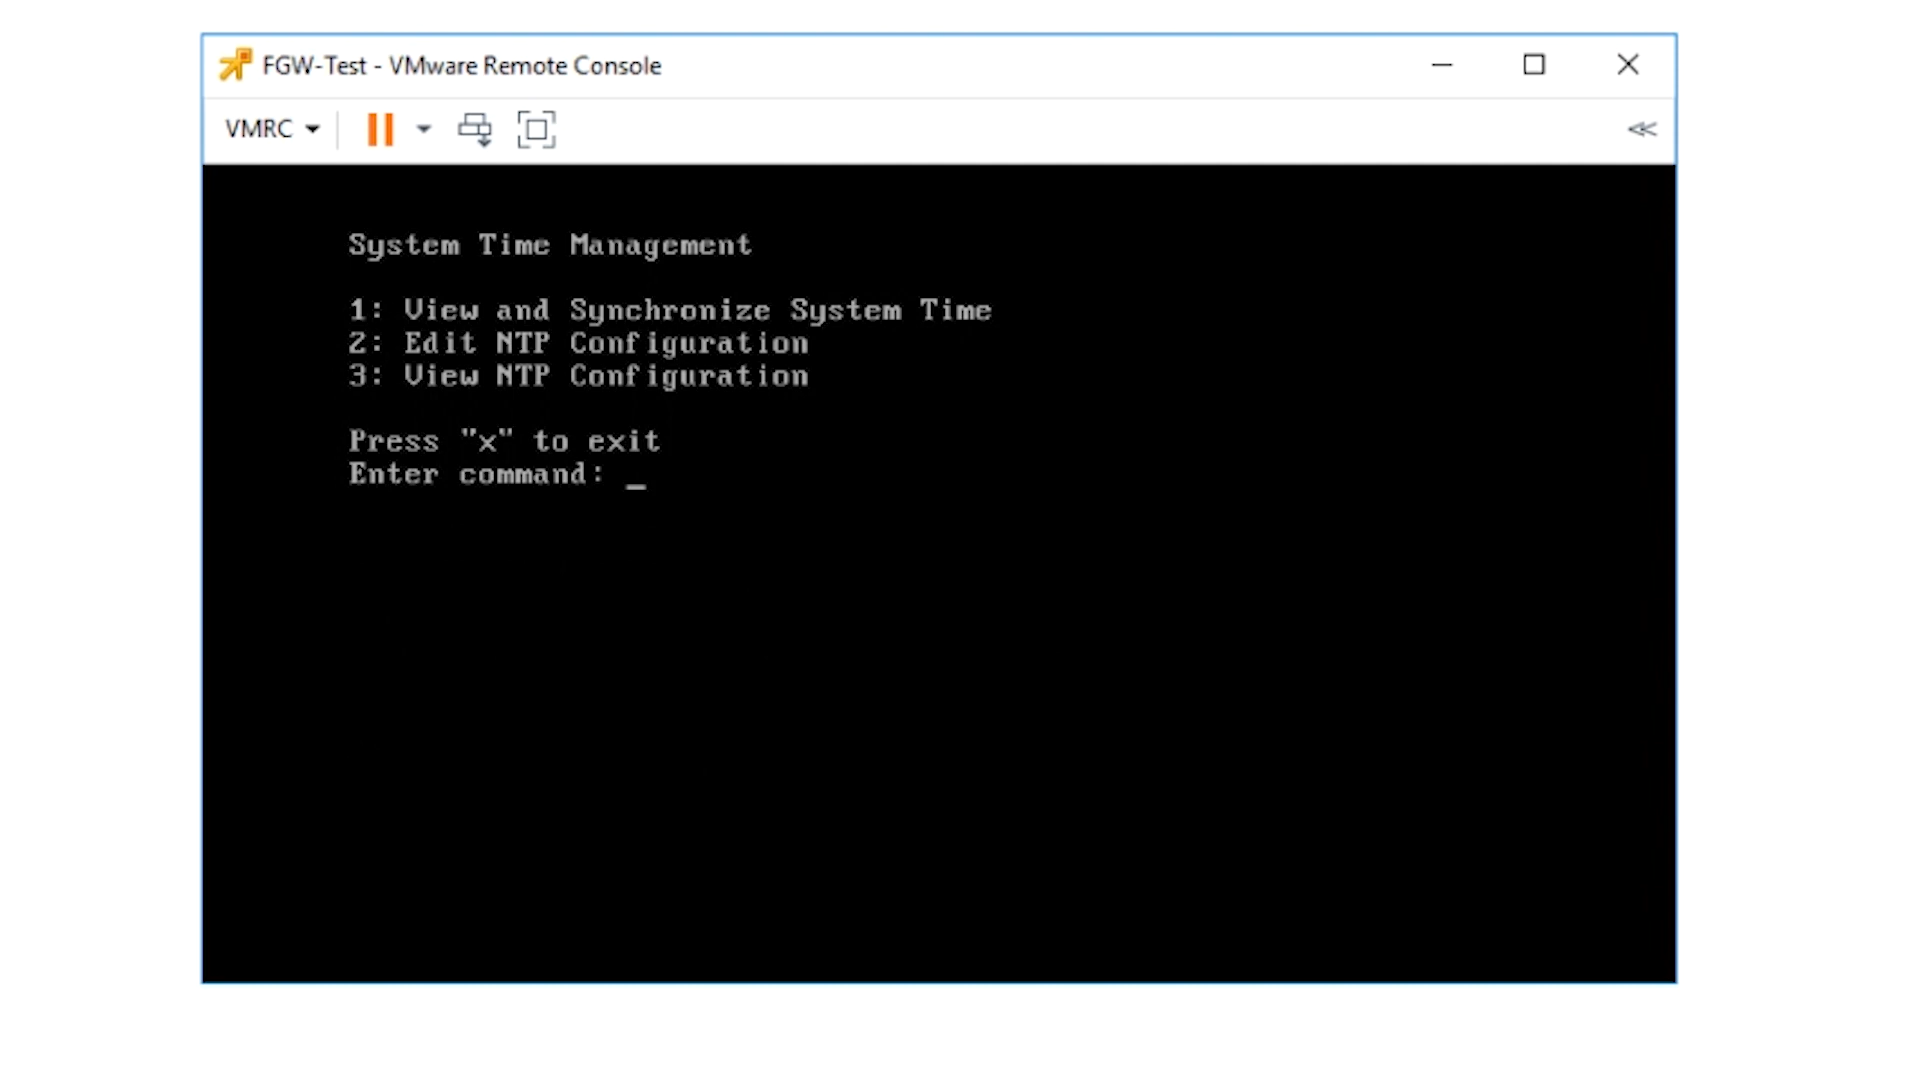 FGW-Test - VMware Remote Console
VMRC
System Time Management
1: View and Synchronize System Time
2: Edit NTP Configuration
3: View NTP Configuration
Press "x" to exit
Enter command: _